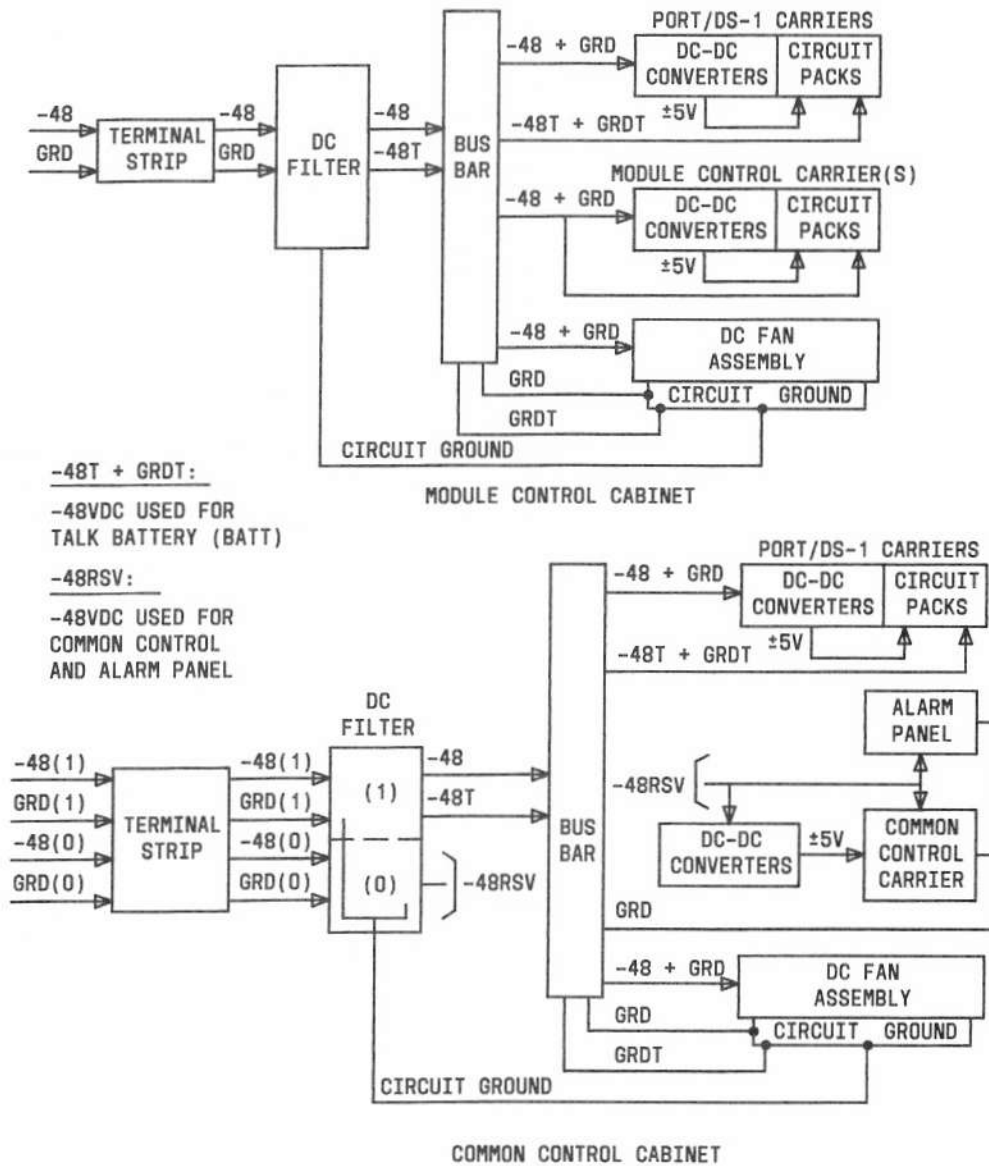 PORT/DS-1 CARRIERS
-48 + GRD
DC-DC
CONVERTERS
CIRCUIT
PACKS
±5V
-48
GRD
TERMINAL
STRIP
-48
GRD
DC
FILTER
-48
-48T
BUS
BAR
-48T + GRDT
MODULE CONTROL CARRIER(S)
-48 + GRD
DC-DC
CONVERTERS
CIRCUIT
PACKS
±5V
-48 + GRD
DC FAN
ASSEMBLY
GRD
CIRCUIT GROUND
GRDT
CIRCUIT GROUND
MODULE CONTROL CABINET
-48T + GRDT:
-48VDC USED FOR
TALK BATTERY (BATT)
-48RSV:
-48VDC USED FOR
COMMON CONTROL
AND ALARM PANEL
PORT/DS-1 CARRIERS
-48 + GRD
DC-DC
CONVERTERS
CIRCUIT
PACKS
±5V
-48T + GRDT
DC
FILTER
-48(1)
GRD(1)
-48(0)
GRD(0)
TERMINAL
STRIP
-48(1)
GRD(1)
-48(0)
GRD(0)
(1)
(0)
-48
-48T
-48RSV
BUS
BAR
ALARM
PANEL
-48RSV
DC-DC
CONVERTERS
±5V
COMMON
CONTROL
CARRIER
GRD
-48 + GRD
DC FAN
ASSEMBLY
GRD
CIRCUIT GROUND
GRDT
CIRCUIT GROUND
COMMON CONTROL CABINET